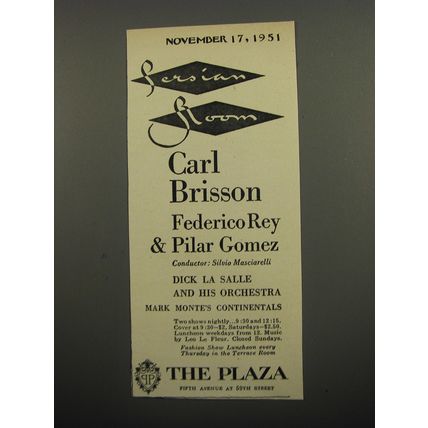 NOVEMBER 17, 1951
Persian
Room
Carl
Brisson
Federico Rey
& Pilar Gomez
Conductor: Silvio Masciarelli
DICK LA SALLE
AND HIS ORCHESTRA
MARK MONTE'S CONTINENTALS
Two shows nightly...9:30 and 12:15.
Cover at 9:30-$2, Saturdays-$2.50.
Luncheon weekdays from 12. Music
by Leo Le Fleur. Closed Sundays.
Fashion Show Luncheon every
Thursday in the Terrace Room
THE PLAZA
FIFTH AVENUE AT 59TH STREET